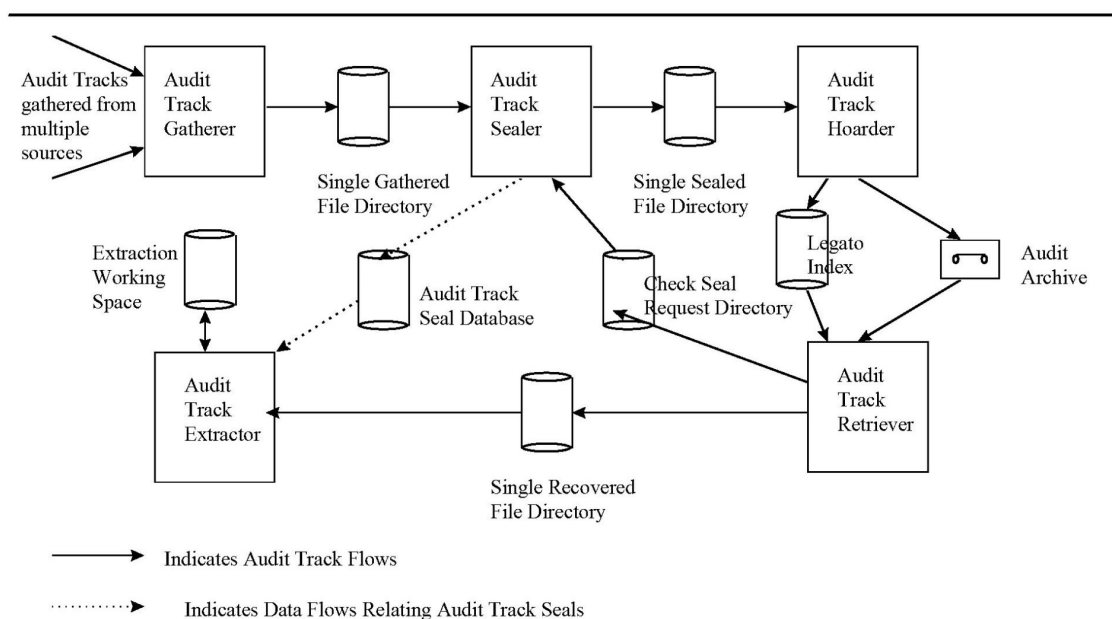 Audit Tracks
gathered from
multiple
sources
Audit
Track
Gatherer
Single Gathered
File Directory
Audit
Track
Sealer
Single Sealed
File Directory
Audit
Track
Hoarder
Extraction
Working
Space
Audit Track
Seal Database
Check Seal
Request Directory
Legato
Index
Audit
Archive
Audit
Track
Extractor
Single Recovered
File Directory
Audit
Track
Retriever
Indicates Audit Track Flows
Indicates Data Flows Relating Audit Track Seals